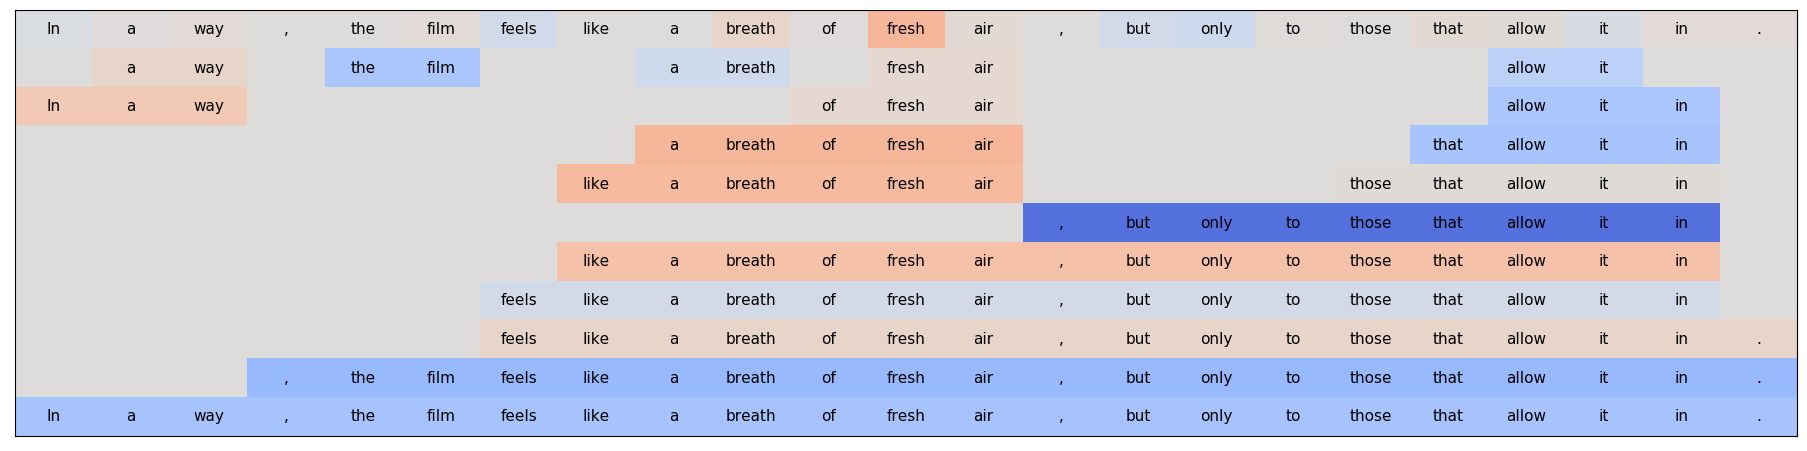 In a way , the film feels like a breath of fresh air , but only to those that allow it in .
a way the film a breath fresh air allow it
In a way of fresh air allow it in
a breath of fresh air that allow it in
like a breath of fresh air those that allow it in
, but only to those that allow it in
like a breath of fresh air , but only to those that allow it in
feels like a breath of fresh air , but only to those that allow it in
feels like a breath of fresh air , but only to those that allow it in .
, the film feels like a breath of fresh air , but only to those that allow it in .
In a way , the film feels like a breath of fresh air , but only to those that allow it in .